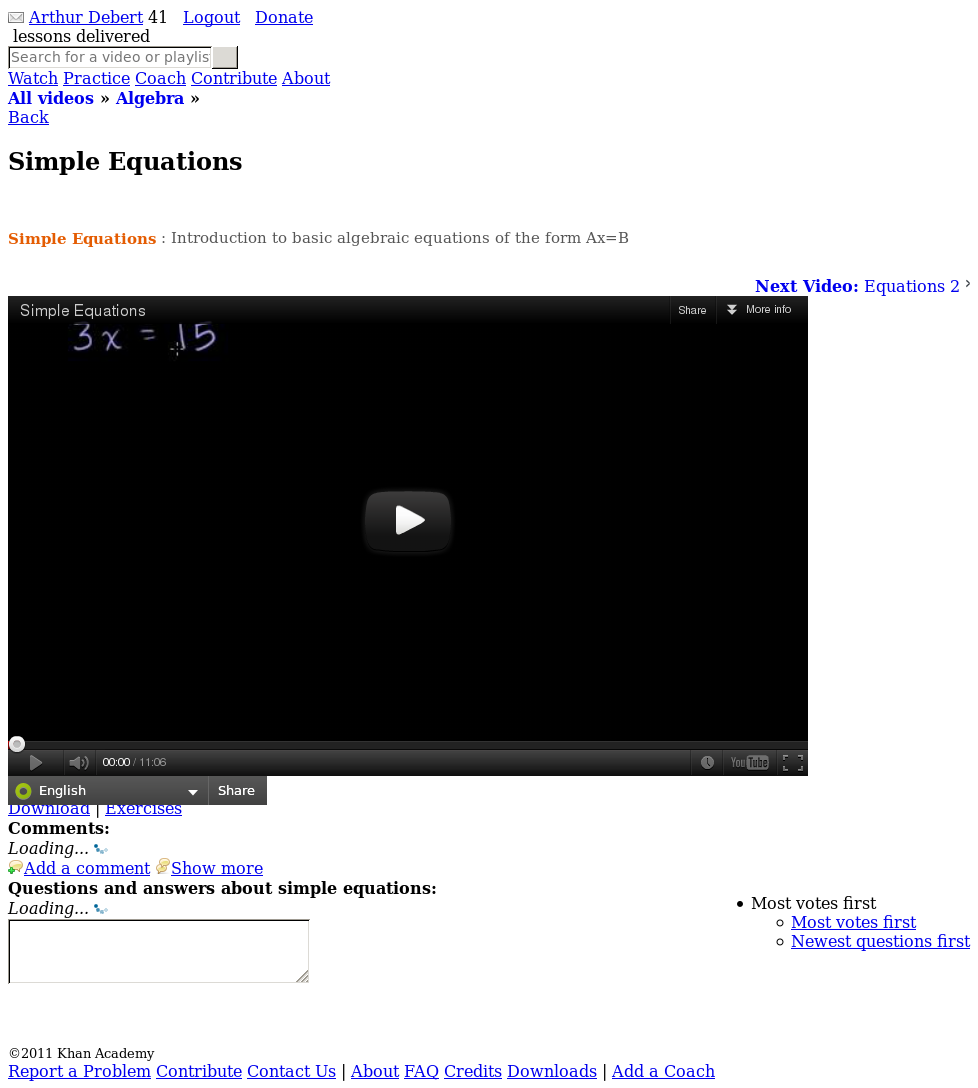 Arthur Debert 41 Logout Donate
lessons delivered
Search for a video or playlis
Watch Practice Coach Contribute About
All videos » Algebra »
Back
Simple Equations
Simple Equations : Introduction to basic algebraic equations of the form Ax=B
Next Video: Equations 2 ›
Simple Equations Share More info
3x = 15
00:00 / 11:06 YouTube
English Share
Download | Exercises
Comments:
Loading...
Add a comment Show more
Questions and answers about simple equations:
Loading...
Most votes first
Most votes first
Newest questions first
©2011 Khan Academy
Report a Problem Contribute Contact Us | About FAQ Credits Downloads | Add a Coach